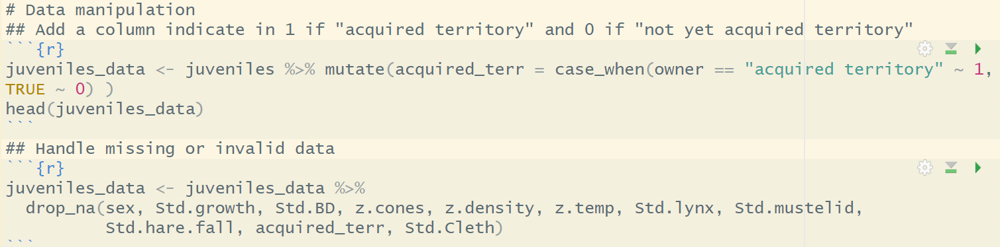 # Data manipulation
## Add a column indicate in 1 if "acquired territory" and 0 if "not yet acquired territory"
```{r}
juveniles_data <- juveniles %>% mutate(acquired_terr = case_when(owner == "acquired territory" ~ 1,
TRUE ~ 0) )
head(juveniles_data)
```
## Handle missing or invalid data
```{r}
juveniles_data <- juveniles_data %>%
  drop_na(sex, Std.growth, Std.BD, z.cones, z.density, z.temp, Std.lynx, Std.mustelid,
          Std.hare.fall, acquired_terr, Std.Cleth)
```